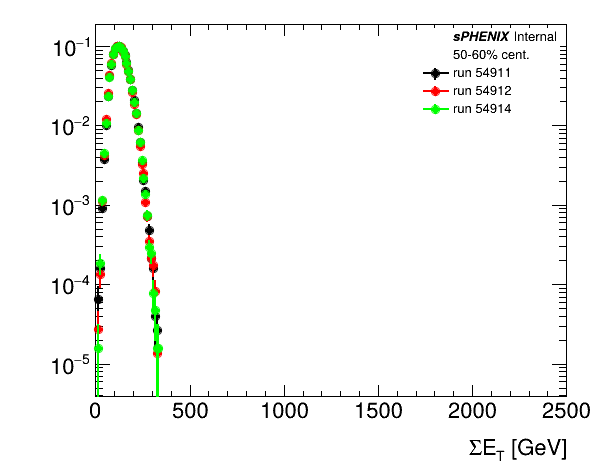 sPHENIX Internal
50-60% cent.
run 54911
run 54912
run 54914
10⁻¹
10⁻²
10⁻³
10⁻⁴
10⁻⁵
0 500 1000 1500 2000 2500
ΣE_T [GeV]